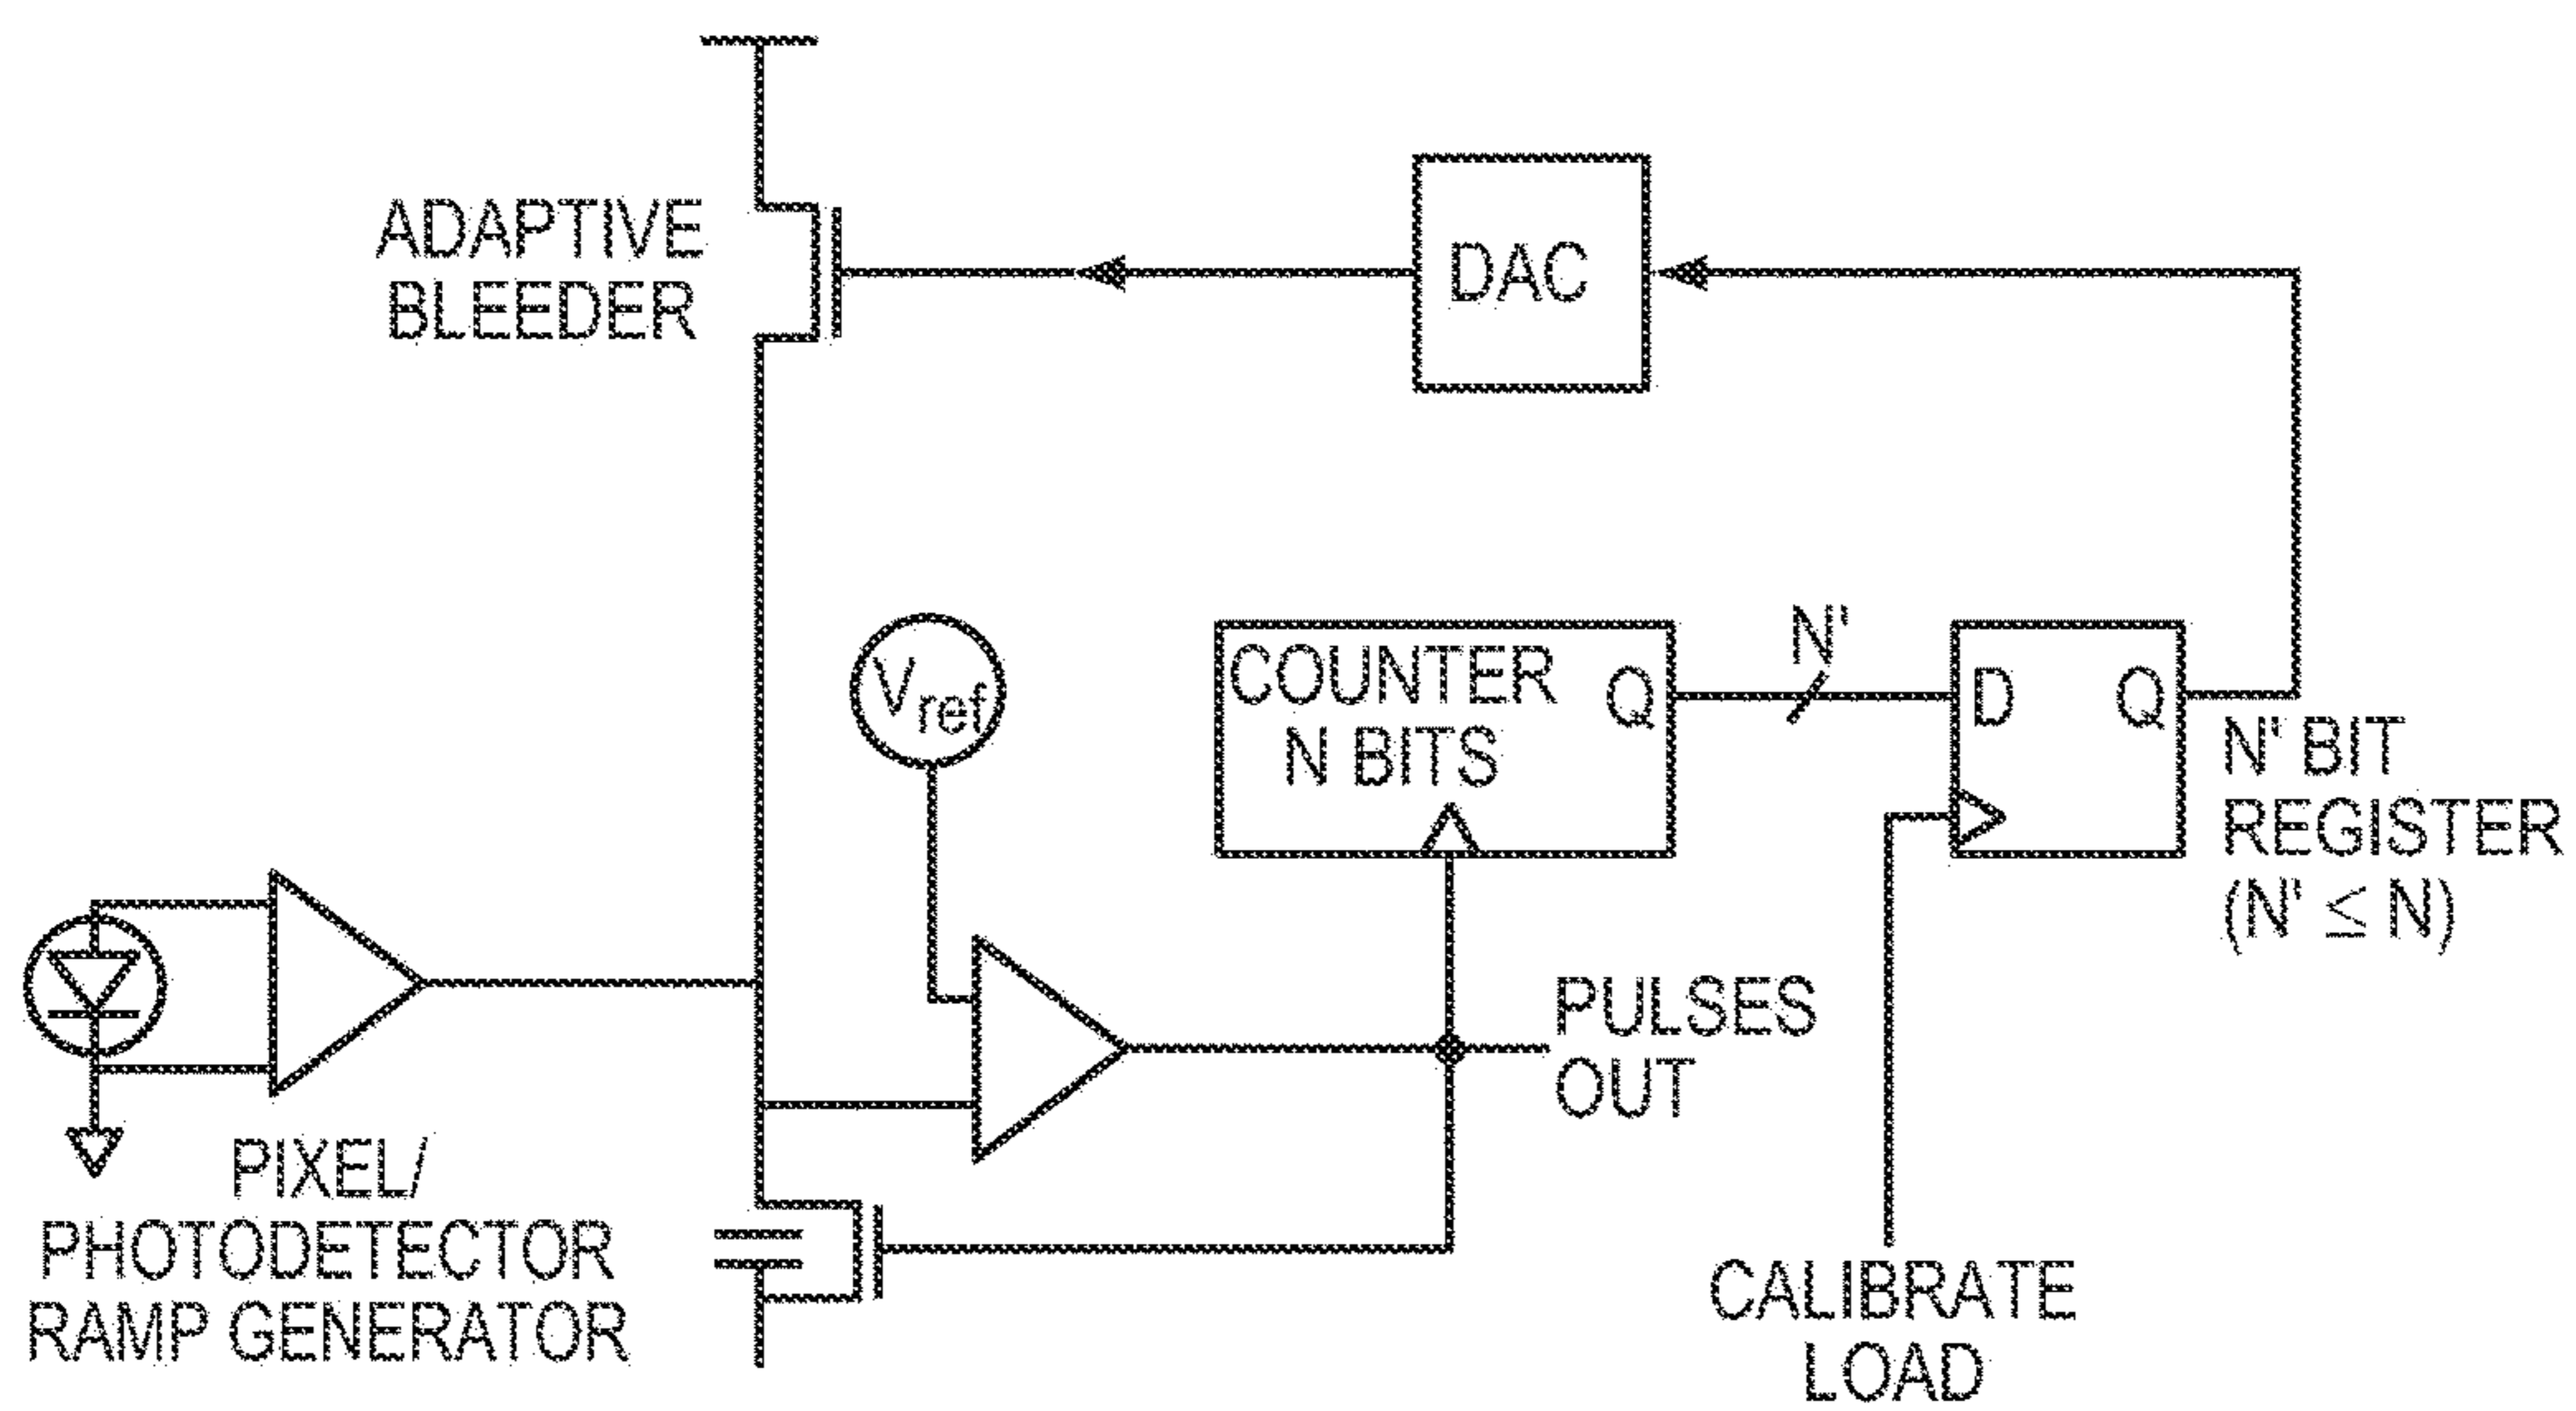 ADAPTIVE
BLEEDER
DAC
Vref
COUNTER
N BITS
Q
N'
D
Q
N' BIT
REGISTER
(N' ≤ N)
PULSES
OUT
PIXEL/
PHOTODETECTOR
RAMP GENERATOR
CALIBRATE
LOAD